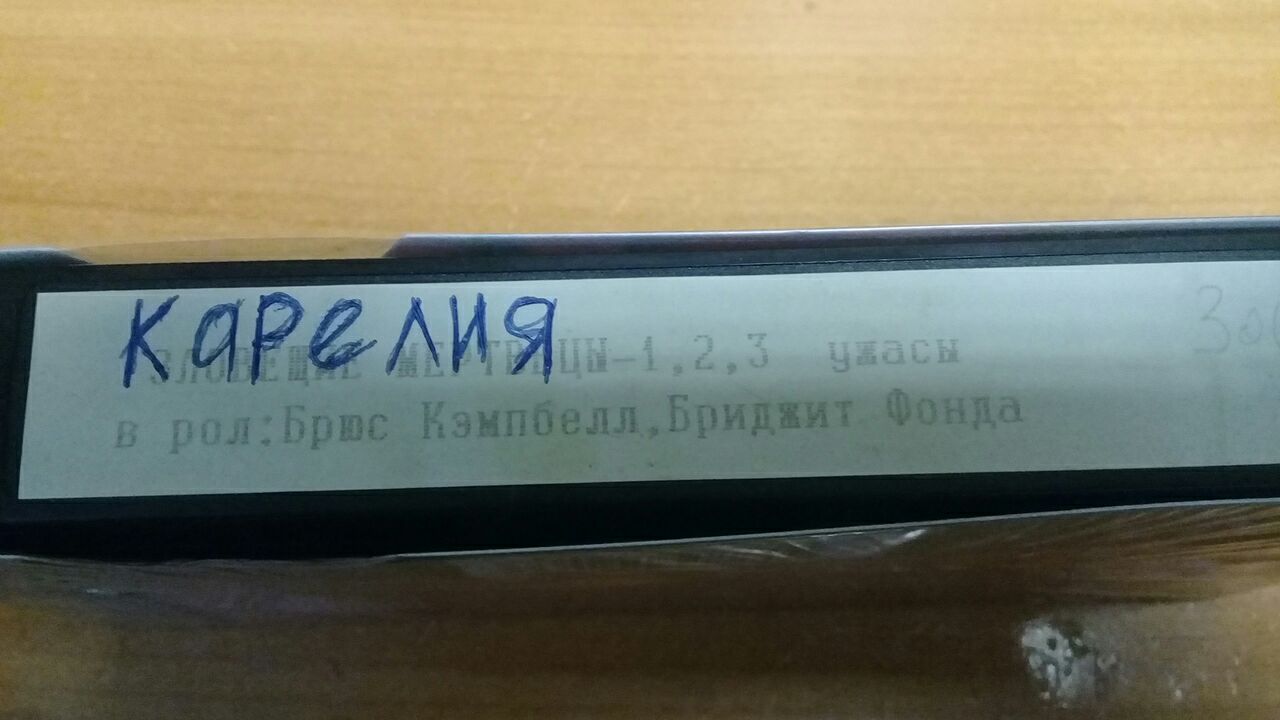 Карелия
ЗЛОВЕЩИЕ МЕРТВЕЦЫ-1,2,3 ужасы
в рол:Брюс Кэмпбелл,Бриджит Фонда